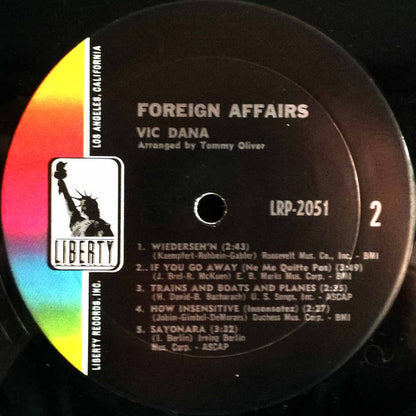 FOREIGN AFFAIRS
VIC DANA
Arranged by Tommy Oliver
LRP-2051
2
1. WIEDERSEH'N (2:43)
(Kaempfert-Rehbein-Gabler) Roosevelt Mus. Co., Inc. - BMI
2. IF YOU GO AWAY (Ne Me Quitte Pas) (3:49)
(J. Brel-R. McKuen) E. B. Marks Mus. Corp. - BMI
3. TRAINS AND BOATS AND PLANES (2:35)
(H. David-B. Bacharach) U. S. Songs, Inc. - ASCAP
4. HOW INSENSITIVE (Insensatez) (2:27)
(Jobim-Gimbel-DeMoraes) Duchess Mus. Corp. - BMI
5. SAYONARA (3:32)
(I. Berlin) Irving Berlin
Mus. Corp. - ASCAP
LIBERTY
LOS ANGELES, CALIFORNIA
LIBERTY RECORDS, INC.